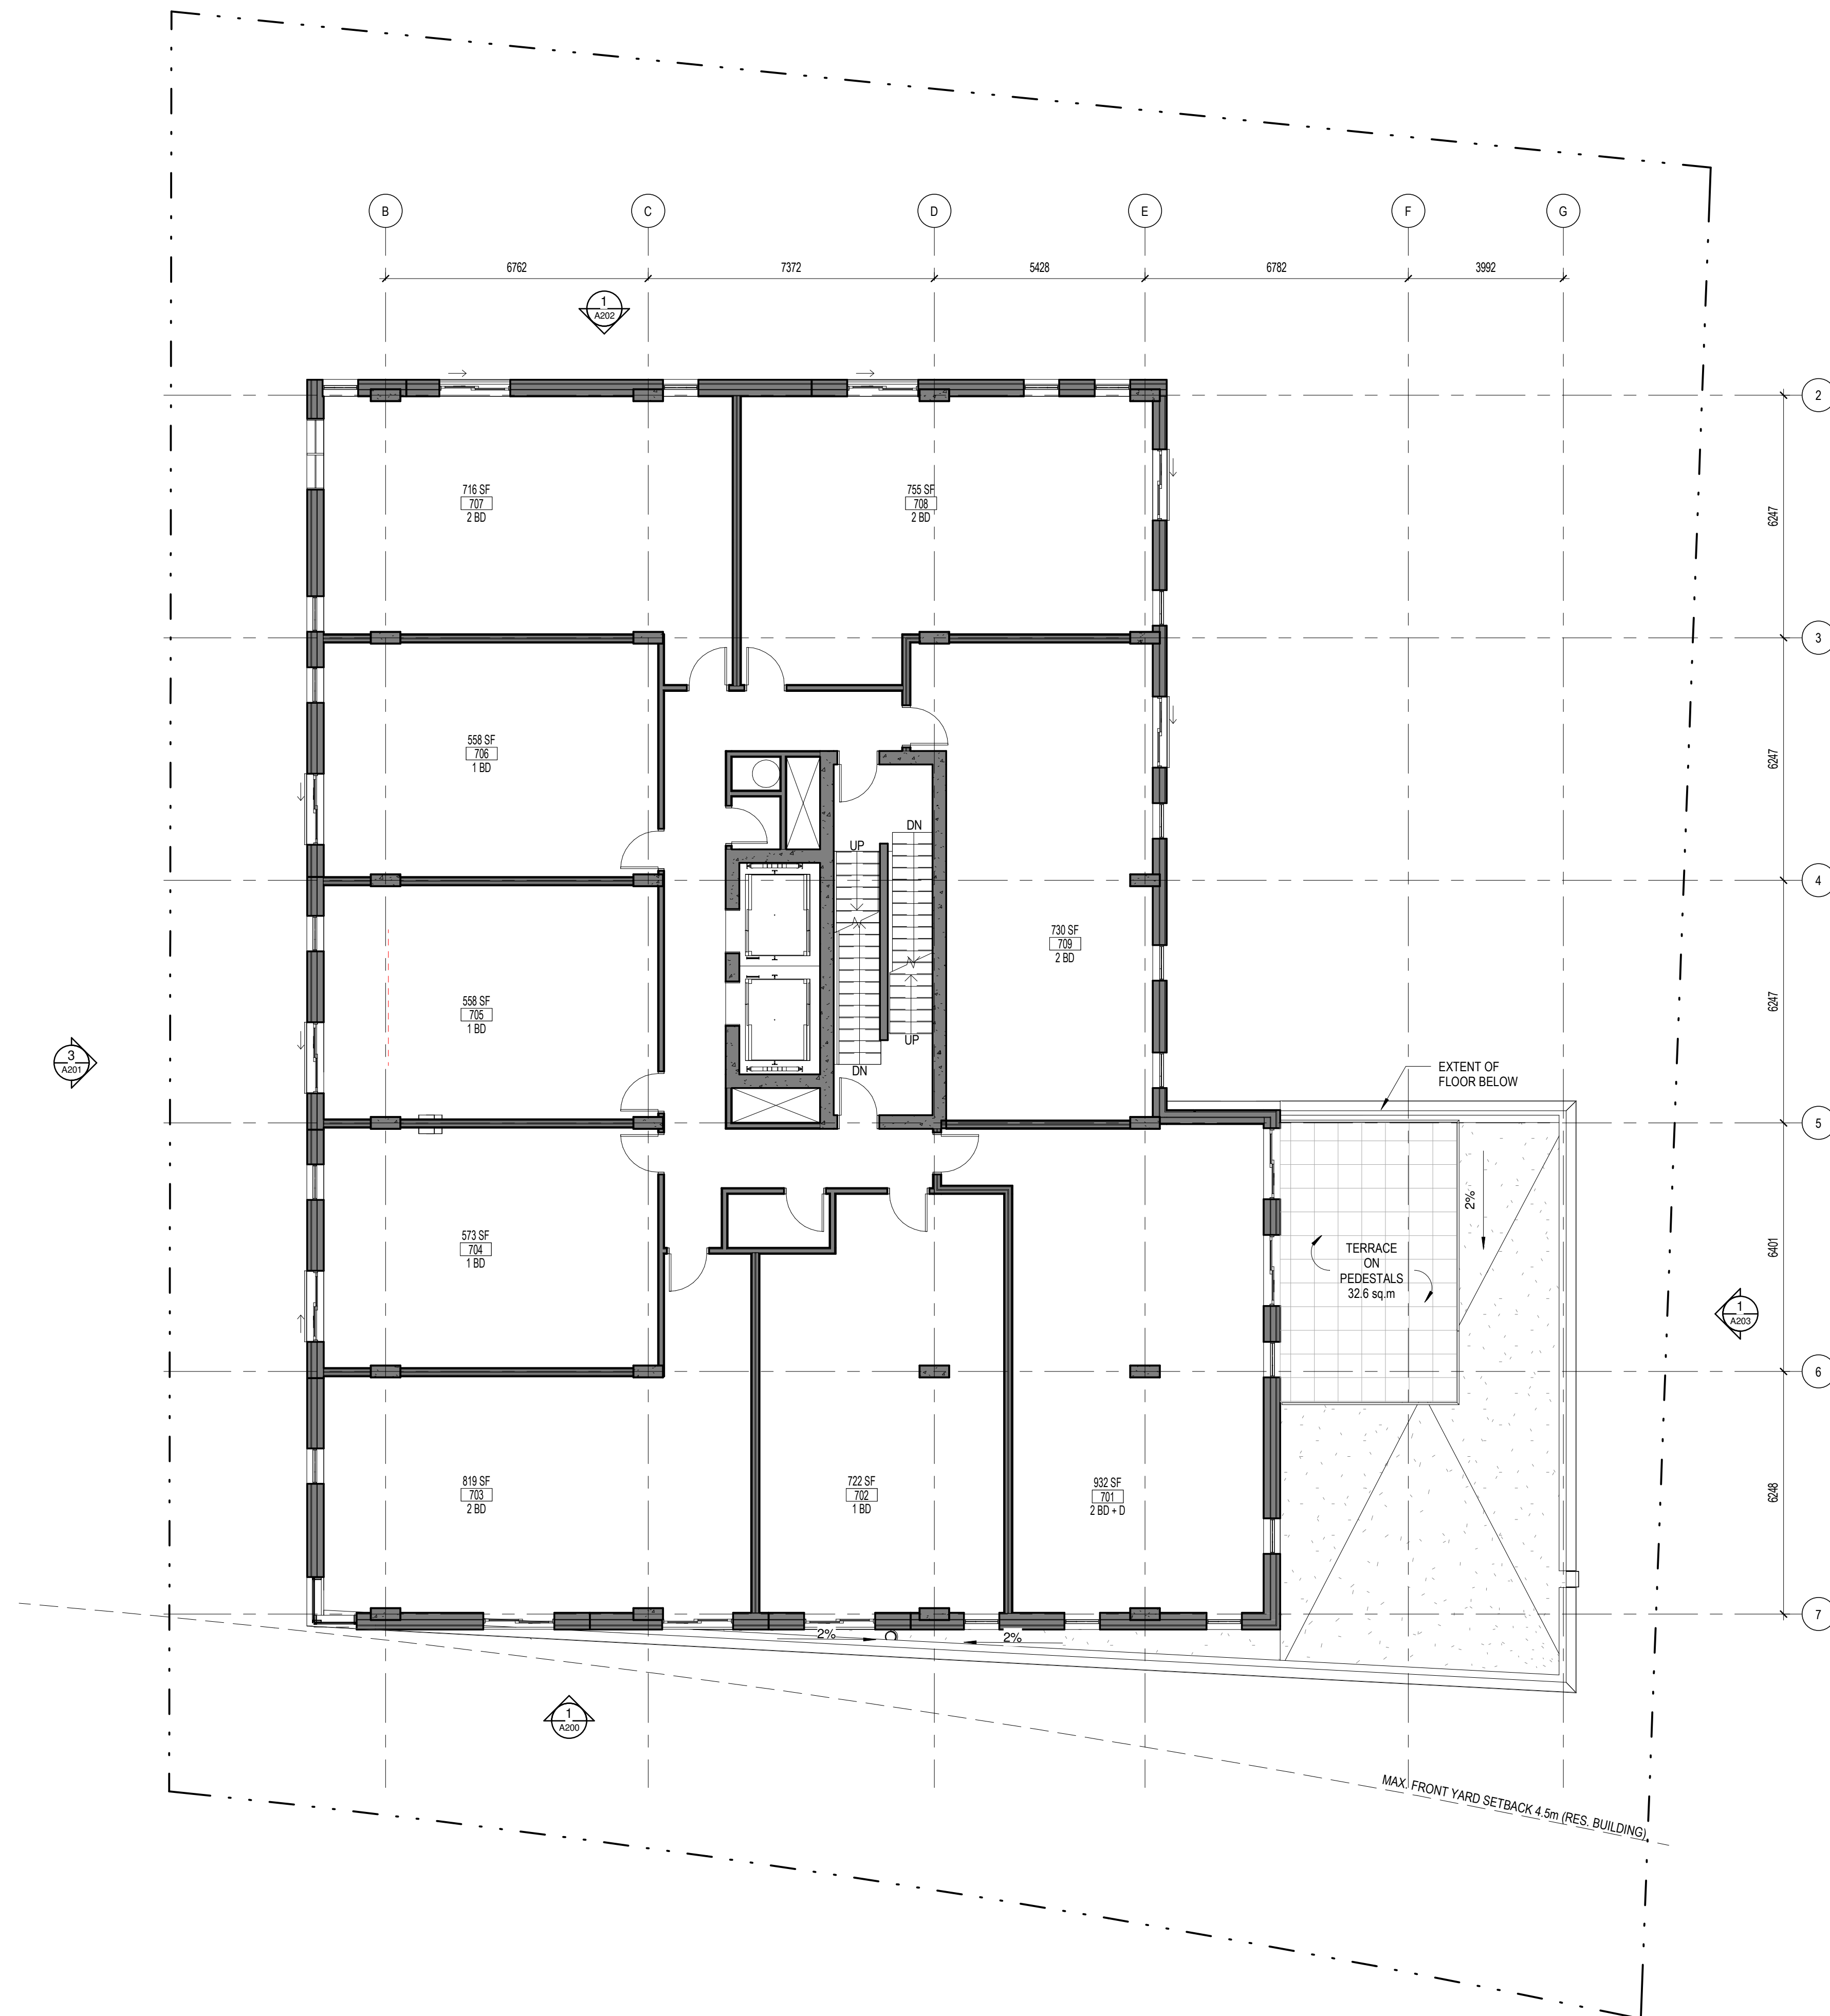 B
C
D
E
F
G
6762
7372
5428
6782
3992
1
A202
2
716 SF
707
2 BD
755 SF
708
2 BD
6247
3
558 SF
706
1 BD
6247
DN
UP
4
730 SF
709
2 BD
558 SF
705
1 BD
6247
UP
DN
3
A201
EXTENT OF
FLOOR BELOW
5
2%
573 SF
704
1 BD
TERRACE
ON
PEDESTALS
32.6 sq.m
6401
1
A203
6
819 SF
703
2 BD
722 SF
702
1 BD
932 SF
701
2 BD + D
6248
7
2%
2%
1
A200
MAX. FRONT YARD SETBACK 4.5m (RES. BUILDING)